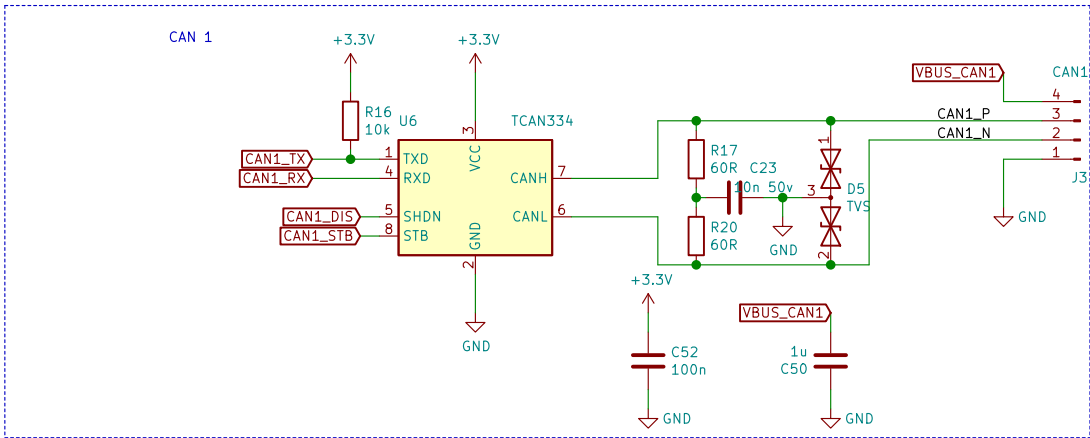 CAN 1
+3.3V
+3.3V
VBUS_CAN1
CAN1
R16
10k
U6
TCAN334
3
VCC
4
CAN1_P
3
CAN1_N
2
1
J3
GND
CAN1_TX
1
TXD
CAN1_RX
4
RXD
CANH
7
CAN1_DIS
5
SHDN
CANL
6
CAN1_STB
8
STB
GND
2
GND
R17
60R
C23
10n 50v
R20
60R
GND
1
3
D5
TVS
2
+3.3V
C52
100n
GND
VBUS_CAN1
1u
C50
GND